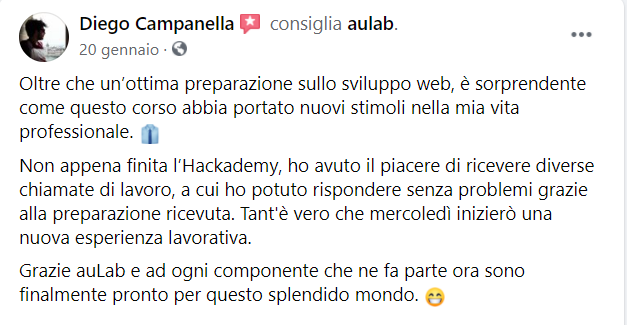 Diego Campanella consiglia aulab.
20 gennaio ·
Oltre che un'ottima preparazione sullo sviluppo web, è sorprendente
come questo corso abbia portato nuovi stimoli nella mia vita
professionale. 👔
Non appena finita l'Hackademy, ho avuto il piacere di ricevere diverse
chiamate di lavoro, a cui ho potuto rispondere senza problemi grazie
alla preparazione ricevuta. Tant'è vero che mercoledì inizierò una
nuova esperienza lavorativa.
Grazie auLab e ad ogni componente che ne fa parte ora sono
finalmente pronto per questo splendido mondo. 😁